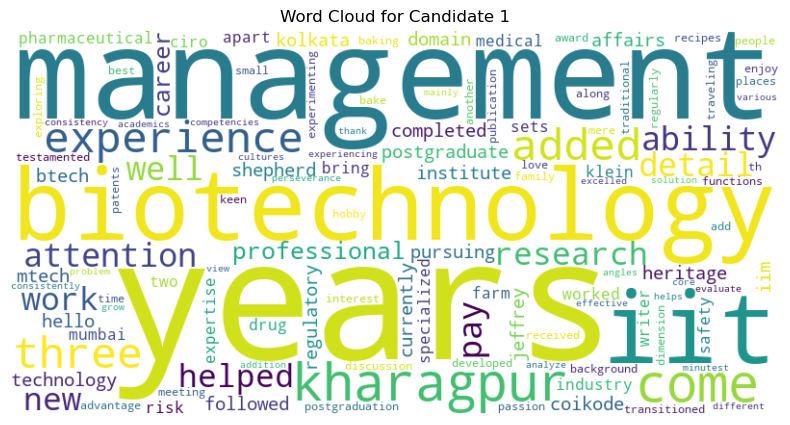 Word Cloud for Candidate 1
pharmaceutical ciro apart kolkata baking domain medical award affairs recipes people
management
career best small experimenting bake mainly another publication along traditional regularly traveling enjoy places various
exploring consistency academics competencies thank
experience completed sets added mere ability
testamented cultures experiencing postgraduate detail th
btech patents well shepherd bring institute love family klein excelled solution functions
keen perseverance
biotechnology
hobby add
attention professional pursuing research
mtech problem view angles heritage iim
consistently two interest farm worked core evaluate
work time grow expertise regulatory currently specialized jeffrey writer effective dimension helps safety
years
iit
hello drug pay received
mumbai
three discussion developed analyze background minutest
technology helped addition kharagpur industry come
new advantage meeting risk followed postgraduation passion coikode transitioned different